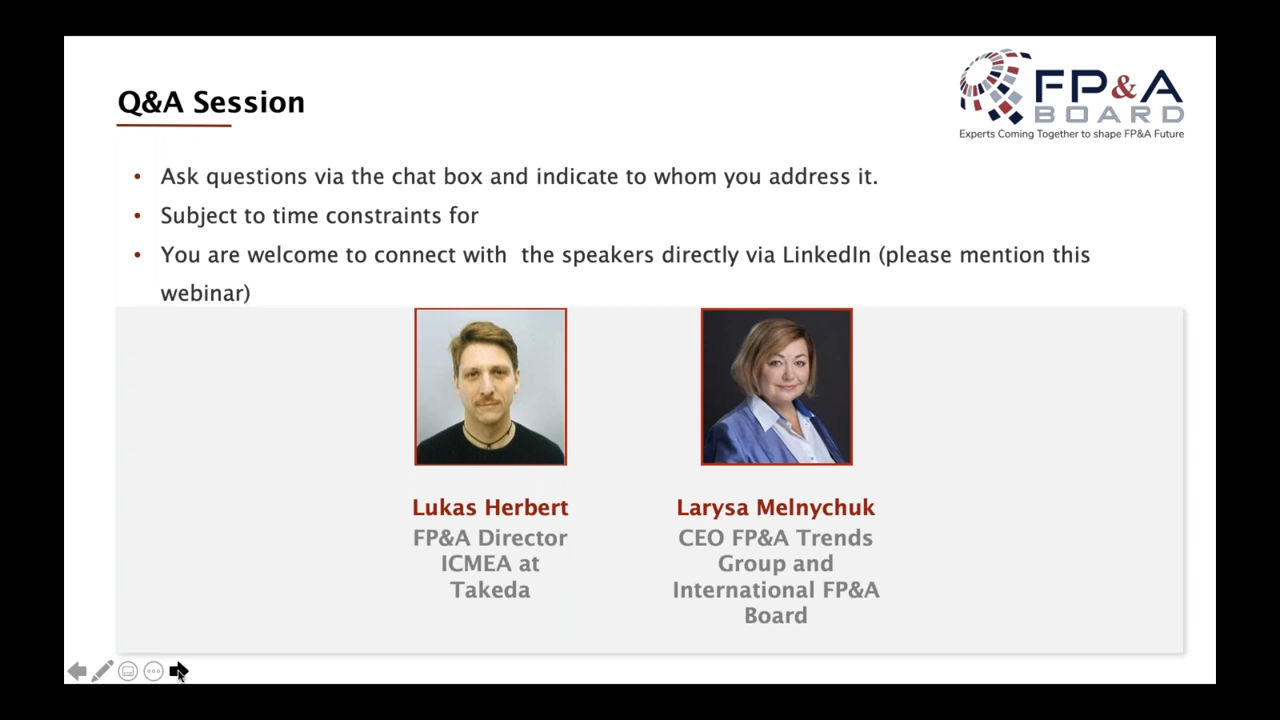 Q&A Session
FP&A
BOARD
Experts Coming Together to shape FP&A Future
• Ask questions via the chat box and indicate to whom you address it.
• Subject to time constraints for
• You are welcome to connect with  the speakers directly via LinkedIn (please mention this
webinar)
Lukas Herbert
FP&A Director
ICMEA at
Takeda
Larysa Melnychuk
CEO FP&A Trends
Group and
International FP&A
Board